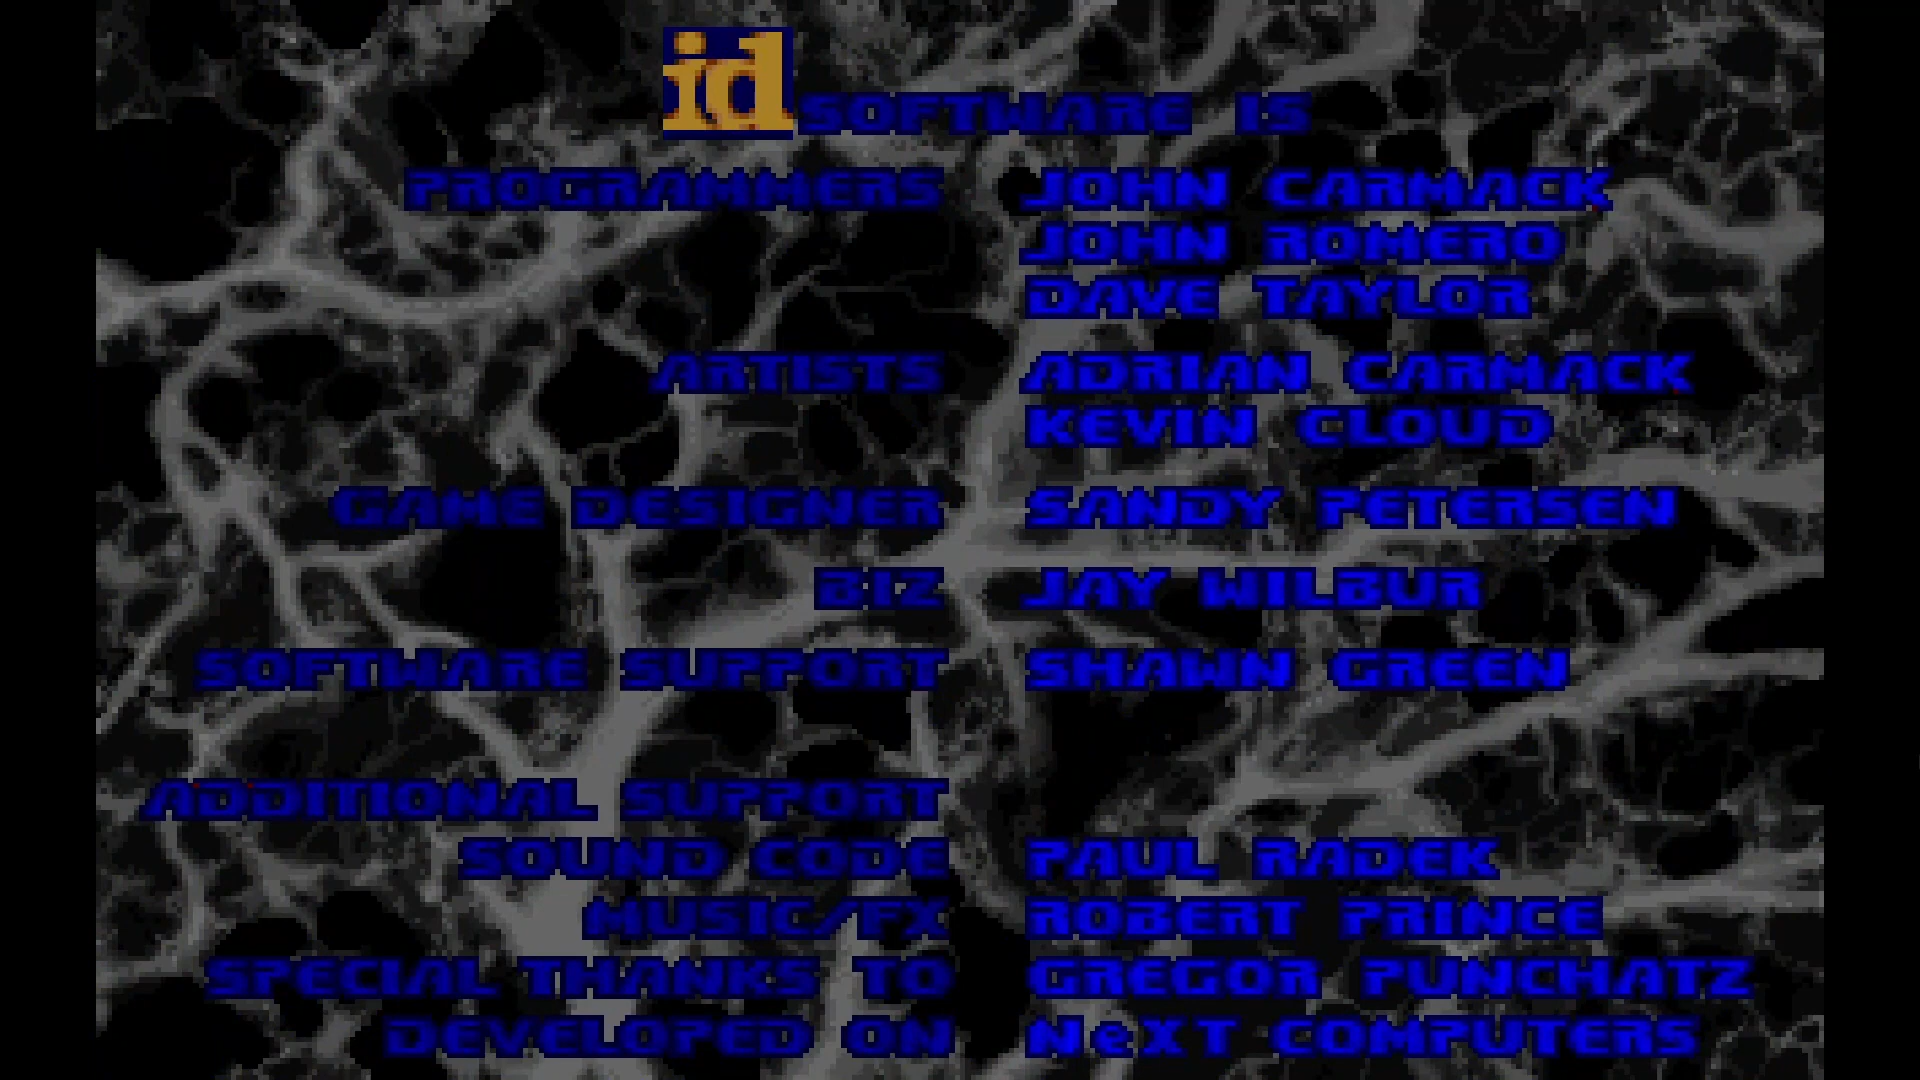 id SOFTWARE IS
PROGRAMMERS JOHN CARMACK
JOHN ROMERO
DAVE TAYLOR
ARTISTS ADRIAN CARMACK
KEVIN CLOUD
GAME DESIGNER SANDY PETERSEN
BIZ JAY WILBUR
SOFTWARE SUPPORT SHAWN GREEN
ADDITIONAL SUPPORT
SOUND CODE PAUL RADEK
MUSIC/FX ROBERT PRINCE
SPECIAL THANKS TO GREGOR PUNCHATZ
DEVELOPED ON NeXT COMPUTERS